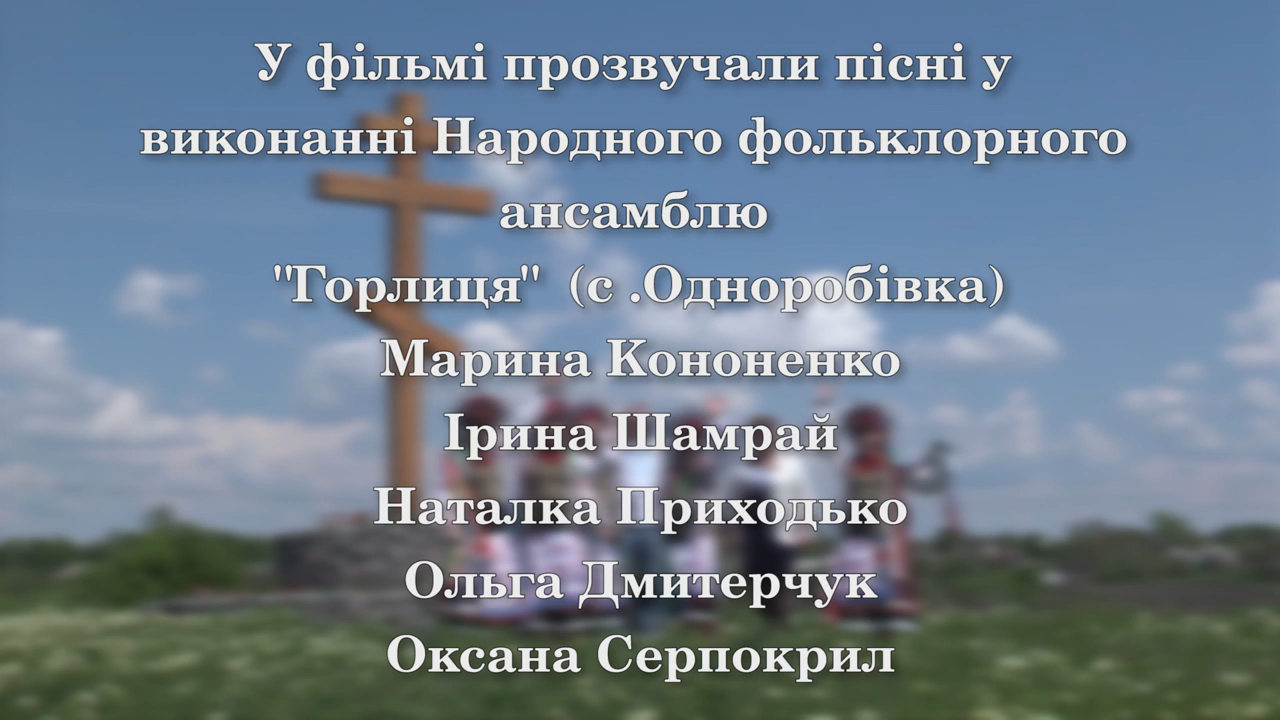 У фільмі прозвучали пісні у
виконанні Народного фольклорного
ансамблю
"Горлиця" (с .Одноробівка)
Марина Кононенко
Ірина Шамрай
Наталка Приходько
Ольга Дмитерчук
Оксана Серпокрил